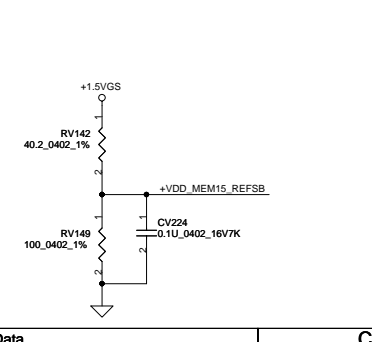 +1.5VGS
1
RV142
40.2_0402_1%
2
+VDD_MEM15_REFSB
1
1
RV149
100_0402_1%
CV224
0.1U_0402_16V7K
2
2
Data
C